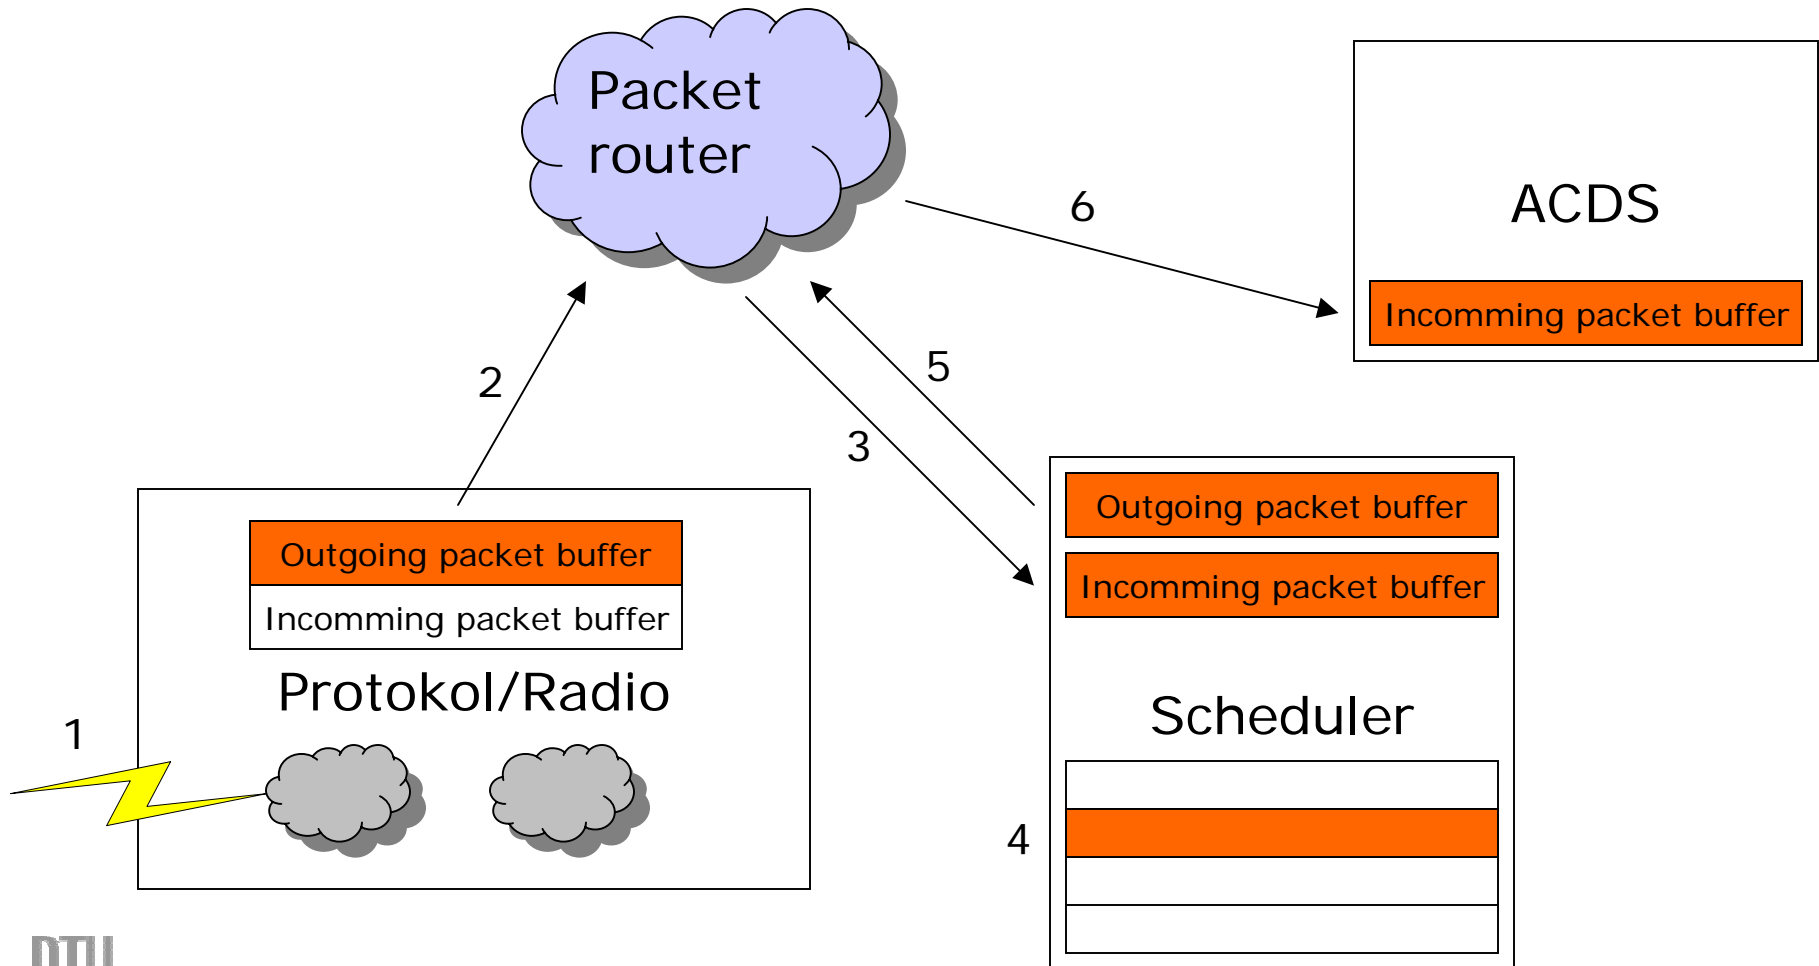 Packet
router
ACDS
6
Incomming packet buffer
2
5
3
Outgoing packet buffer
Incomming packet buffer
Protokol/Radio
1
Outgoing packet buffer
Incomming packet buffer
Scheduler
4
DTU